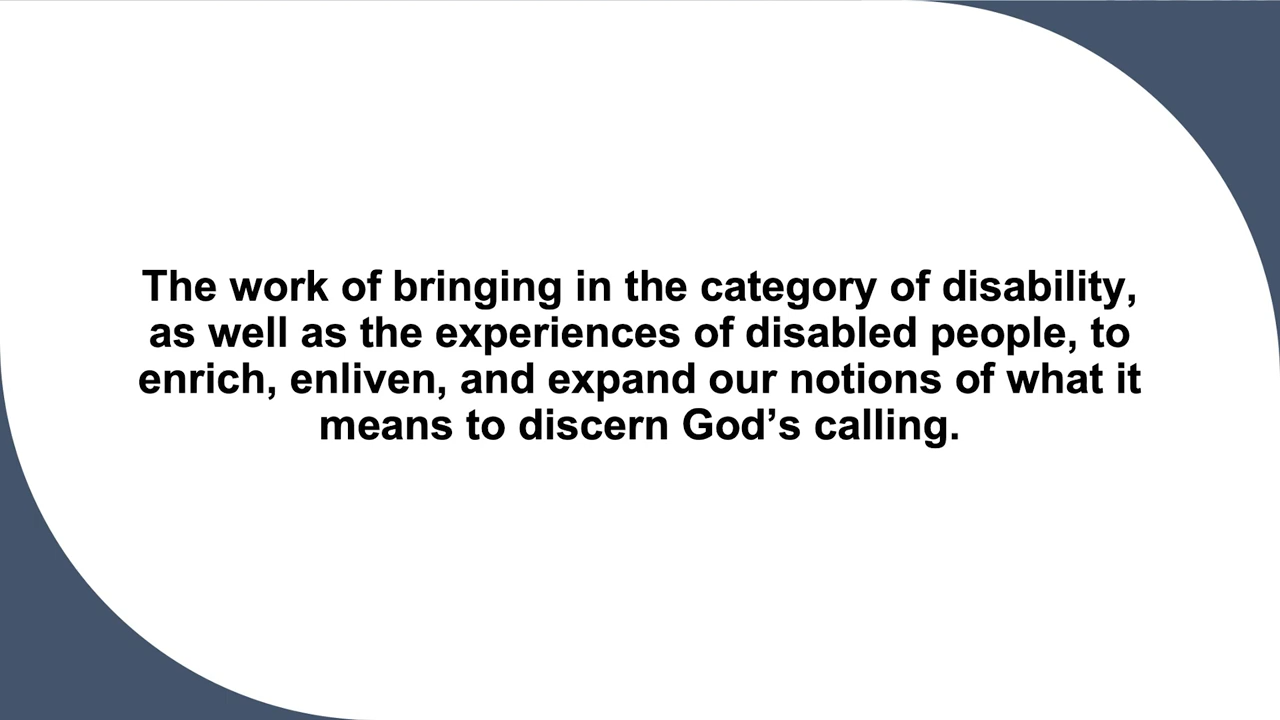 The work of bringing in the category of disability,
as well as the experiences of disabled people, to
enrich, enliven, and expand our notions of what it
means to discern God’s calling.